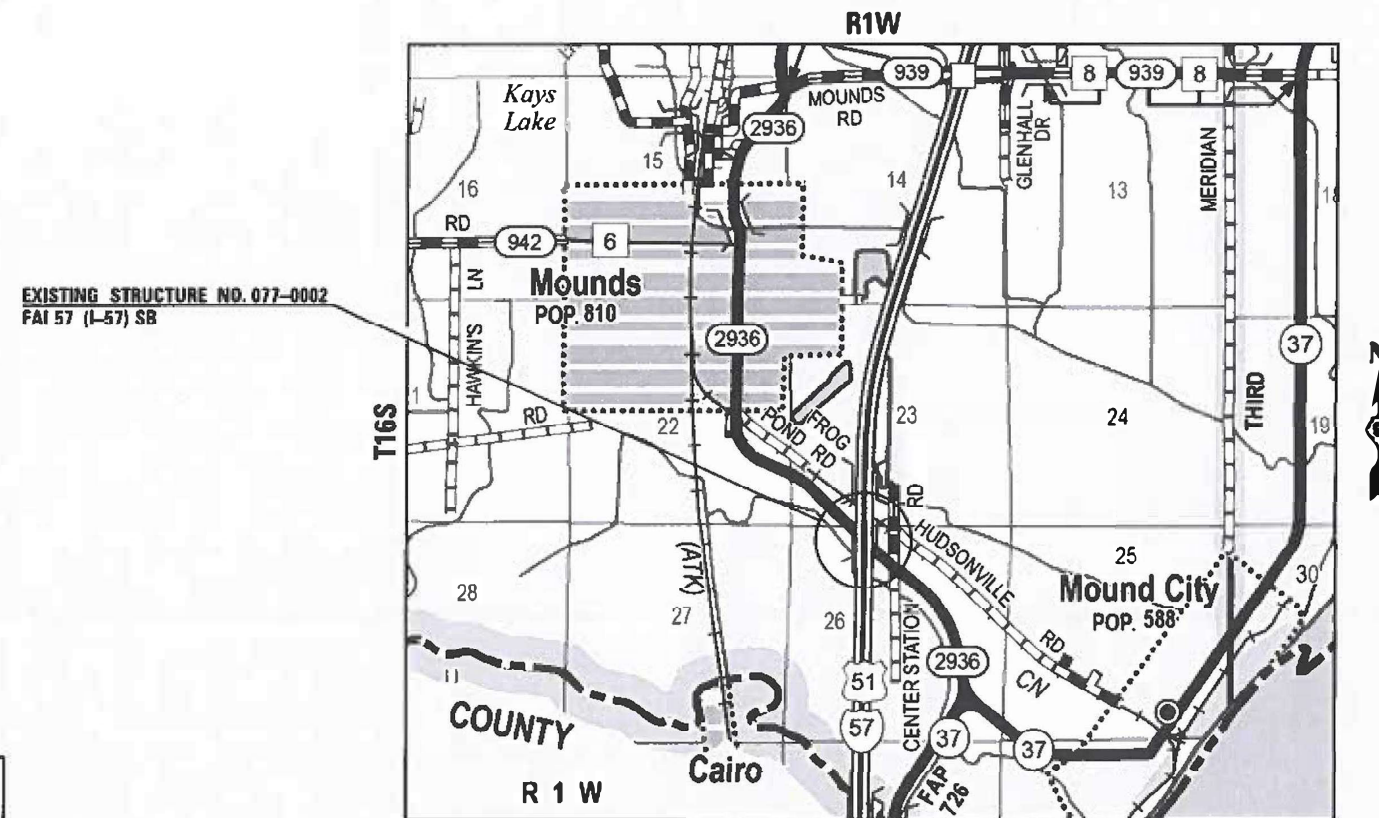 R1W
Kays
Lake
939
8
939
8
MOUNDS
RD
2936
GLENHALL
DR
MERIDIAN
15
14
13
18
16
RD
942
6
EXISTING STRUCTURE NO. 077-0002
FAI 57 (I-57) SB
HAWKIN'S LN
Mounds
POP. 810
2936
37
T16S
RD
22
FROG
POND RD
23
24
THIRD
19
RD
HUDSONVILLE
RD
25
Mound City
POP. 588
30
28
(ATK)
27
26
CENTER STATION
2936
CN
51
57
COUNTY
37
37
Cairo
R 1 W
FAP
726